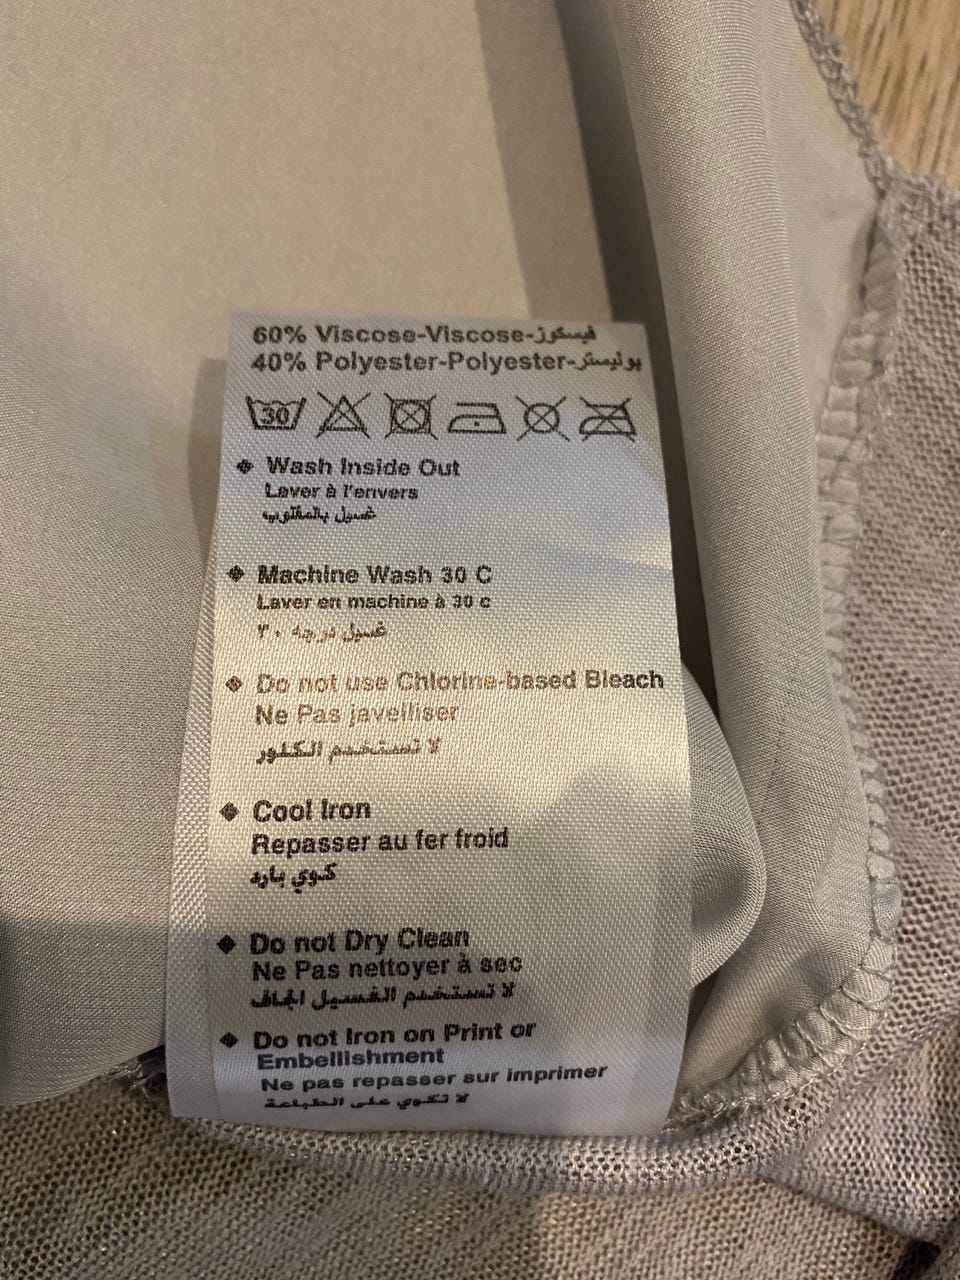 60% Viscose-Viscose-فيسكوز
40% Polyester-Polyester-بوليستر
30
Wash Inside Out
Laver à l'envers
غسيل بالمقلوب
Machine Wash 30 C
Laver en machine à 30 c
غسيل درجه ٣٠
Do not use Chlorine-based Bleach
Ne Pas javelliser
لا تستخدم الكلور
Cool Iron
Repasser au fer froid
كوي بارد
Do not Dry Clean
Ne Pas nettoyer à sec
لا تستخدم الغسيل الجاف
Do not Iron on Print or
Embellishment
Ne pas repasser sur imprimer
لا تكوي على الطباعة